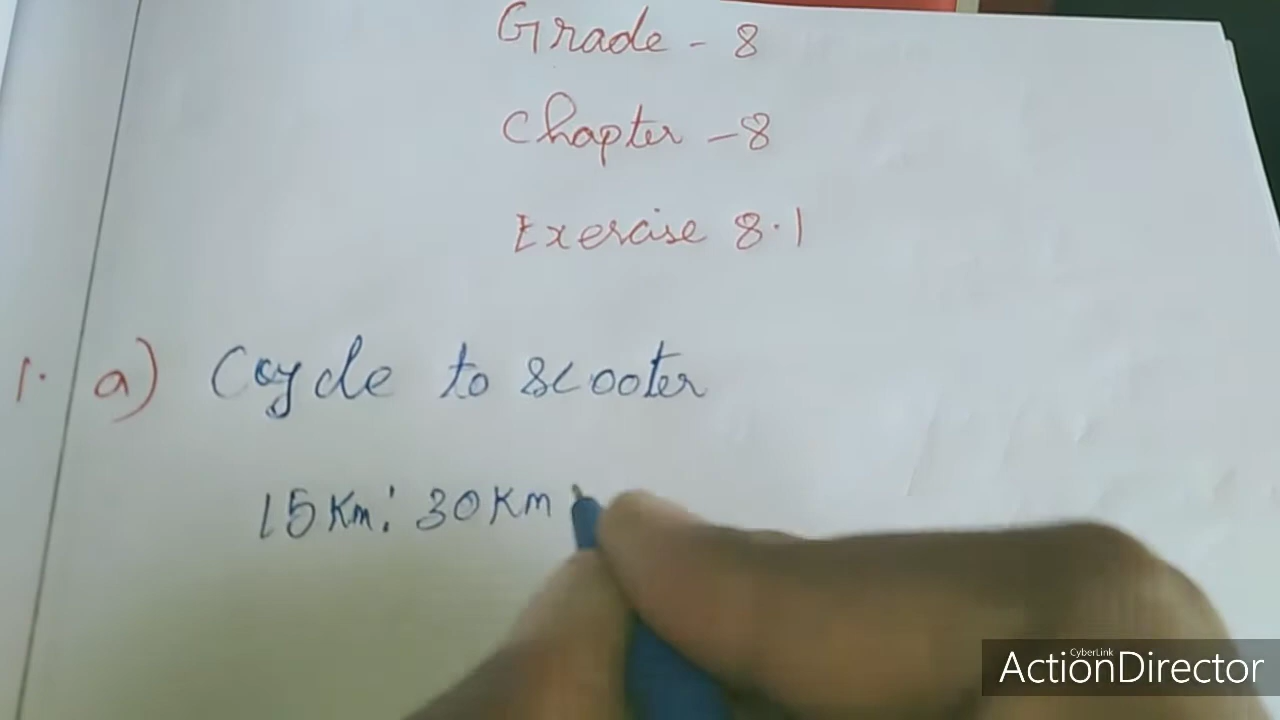 Grade - 8
Chapter - 8
Exercise 8.1
1. a) Cycle to scooter
15 Km : 30 Km
CyberLink
ActionDirector